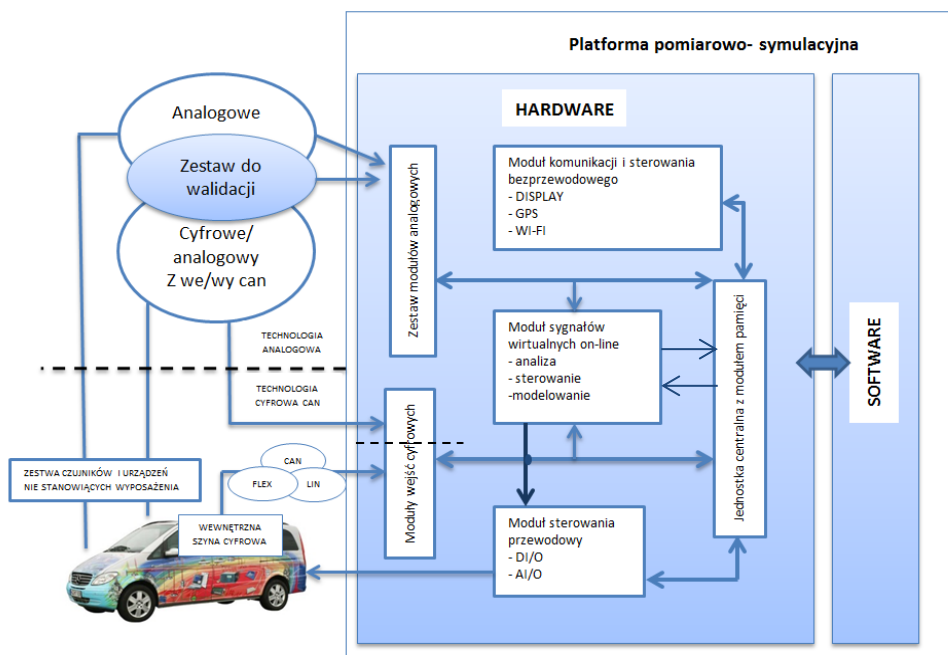 Platforma pomiarowo- symulacyjna
HARDWARE
Analogowe
Zestaw do
walidacji
Cyfrowe/
analogowy
Z we/wy can
Zestaw modułów analogowych
Moduł komunikacji i sterowania
bezprzewodowego
- DISPLAY
- GPS
- WI-FI
Moduł sygnałów
wirtualnych on-line
- analiza
- sterowanie
-modelowanie
Jednostka centralna z modułem pamięci
SOFTWARE
TECHNOLOGIA
ANALOGOWA
TECHNOLOGIA
CYFROWA CAN
Moduły wejść cyfrowych
CAN
FLEX
LIN
ZESTWA CZUJNIKÓW I URZĄDZEŃ
NIE STANOWIĄCYCH WYPOSAŻENIA
WEWNĘTRZNA
SZYNA CYFROWA
Moduł sterowania
przewodowy
- DI/O
- AI/O